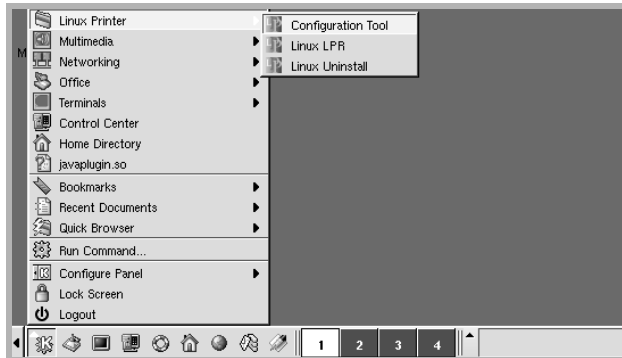 Linux Printer
Configuration Tool
Linux LPR
Linux Uninstall
Multimedia
M
Networking
Office
Terminals
Control Center
Home Directory
javaplugin.so
Bookmarks
Recent Documents
Quick Browser
Run Command...
Configure Panel
Lock Screen
Logout
1 2 3 4